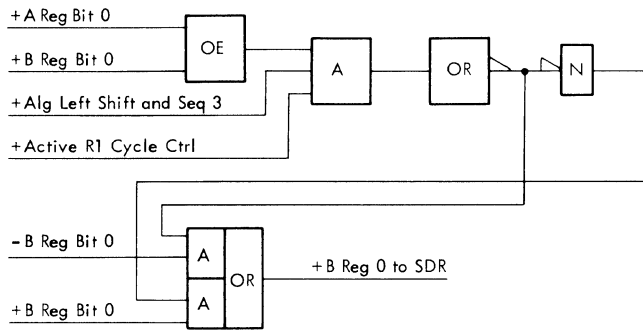 +A Reg Bit 0
OE
+B Reg Bit 0
A
OR
N
+Alg Left Shift and Seq 3
+Active R1 Cycle Ctrl
-B Reg Bit 0
A
OR
+B Reg 0 to SDR
A
+B Reg Bit 0